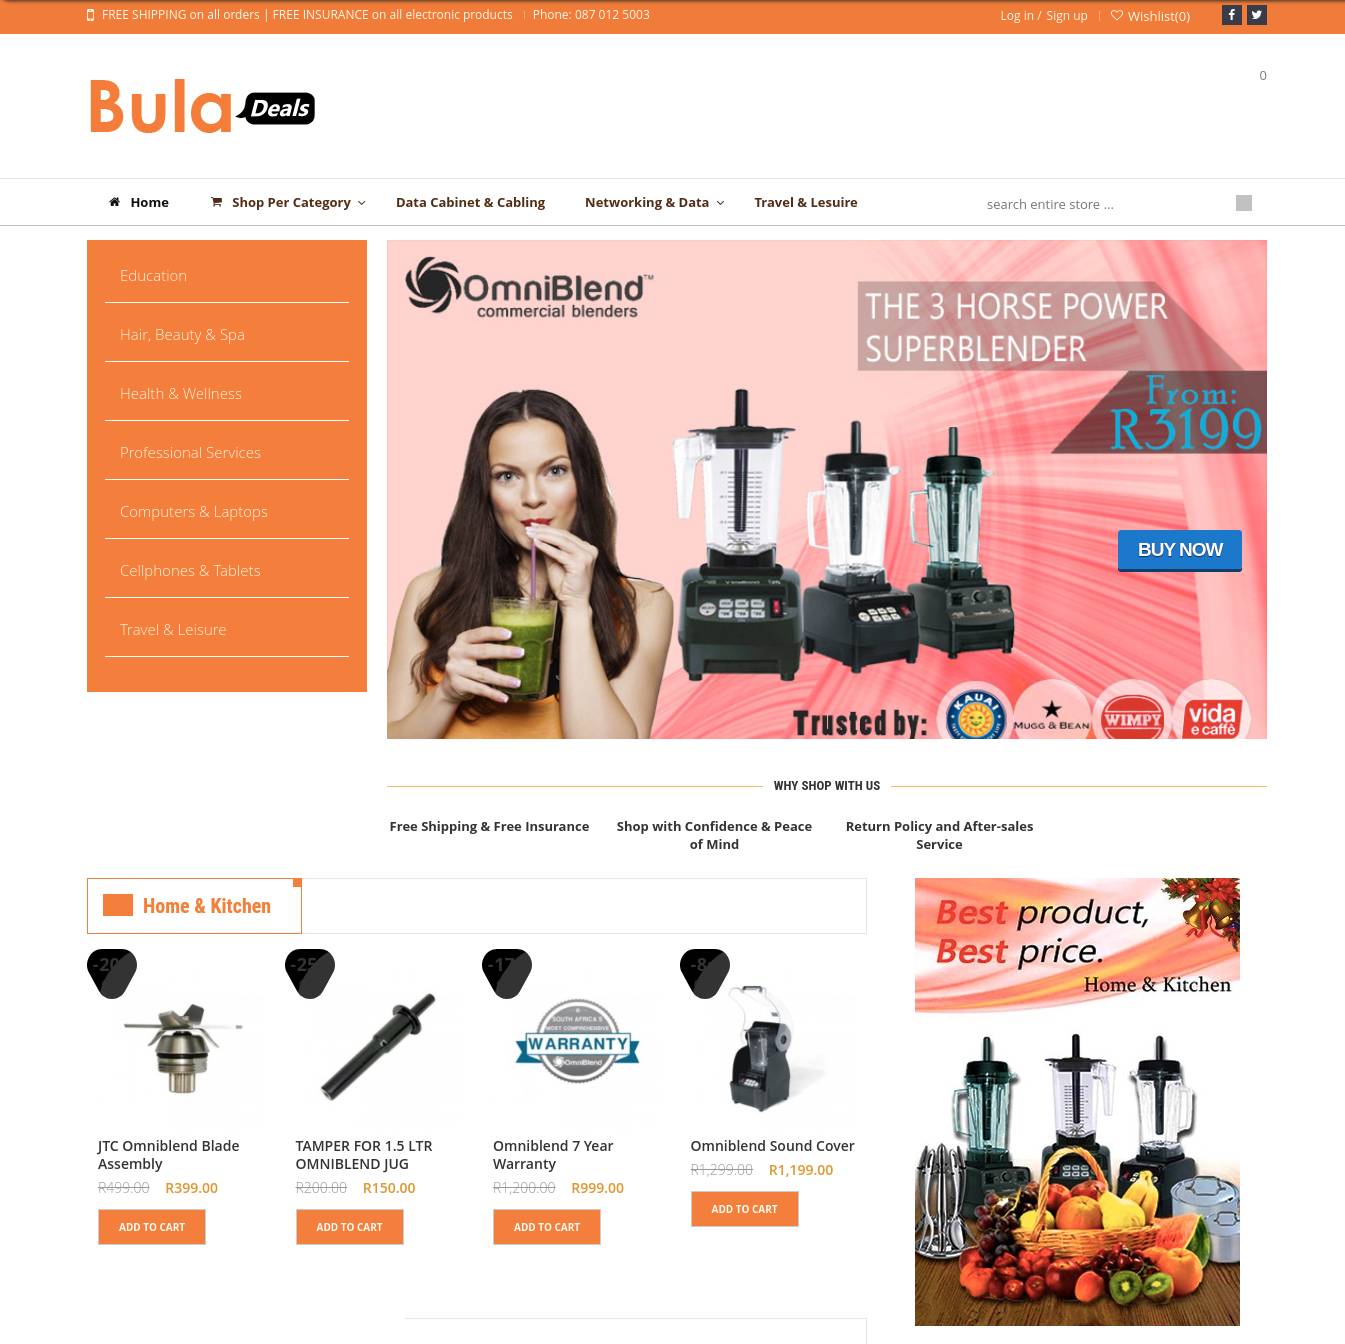 FREE SHIPPING on all orders | FREE INSURANCE on all electronic products
Phone: 087 012 5003
Log in / Sign up
Wishlist(0)
0
Bula Deals
Home
Shop Per Category
Data Cabinet & Cabling
Networking & Data
Travel & Lesuire
search entire store ...
Education
Hair, Beauty & Spa
Health & Wellness
Professional Services
Computers & Laptops
Cellphones & Tablets
Travel & Leisure
OmniBlend™
commercial blenders
THE 3 HORSE POWER
SUPERBLENDER
From:
R3199
BUY NOW
Trusted by:
KAUAI
MUGG & BEAN
WIMPY
vida
e caffè
WHY SHOP WITH US
Free Shipping & Free Insurance
Shop with Confidence & Peace
of Mind
Return Policy and After-sales
Service
Home & Kitchen
Best product,
Best price.
Home & Kitchen
SOUTH AFRICA'S
MOST COMPREHENSIVE
WARRANTY
OmniBlend
JTC Omniblend Blade
Assembly
R499.00 R399.00
ADD TO CART
TAMPER FOR 1.5 LTR
OMNIBLEND JUG
R200.00 R150.00
ADD TO CART
Omniblend 7 Year
Warranty
R1,200.00 R999.00
ADD TO CART
Omniblend Sound Cover
R1,299.00 R1,199.00
ADD TO CART